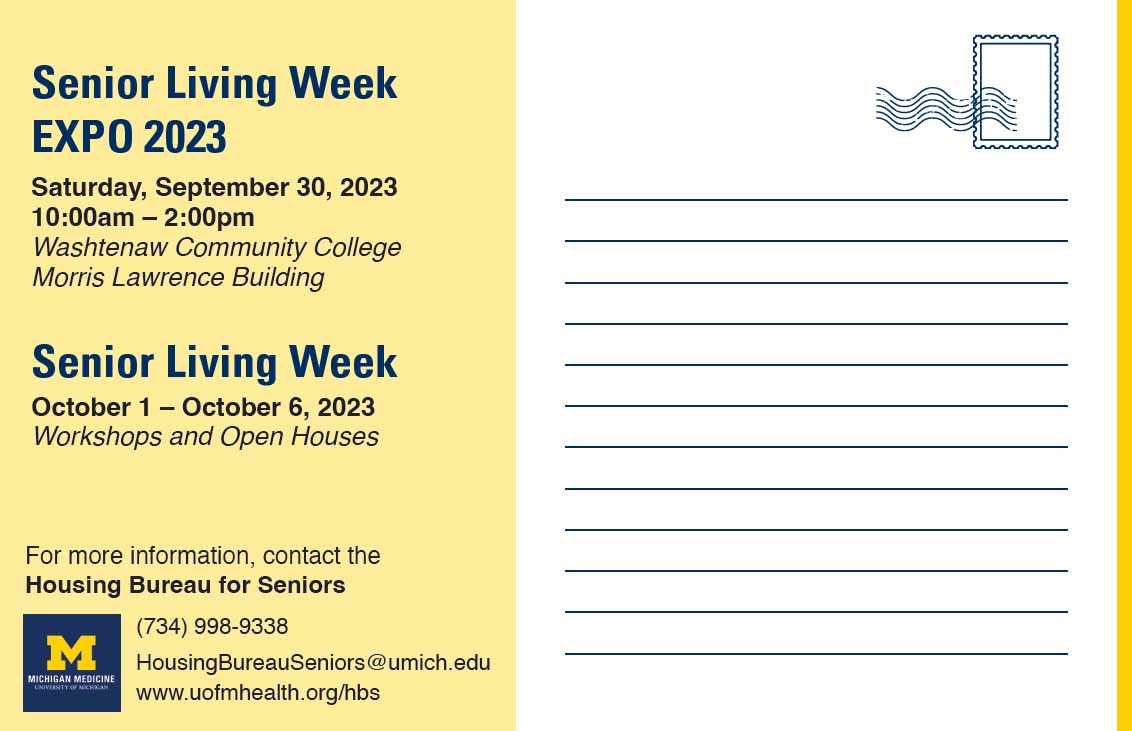 Senior Living Week
EXPO 2023
Saturday, September 30, 2023
10:00am – 2:00pm
Washtenaw Community College
Morris Lawrence Building
Senior Living Week
October 1 – October 6, 2023
Workshops and Open Houses
For more information, contact the
Housing Bureau for Seniors
M
MICHIGAN MEDICINE
UNIVERSITY OF MICHIGAN
(734) 998-9338
HousingBureauSeniors@umich.edu
www.uofmhealth.org/hbs